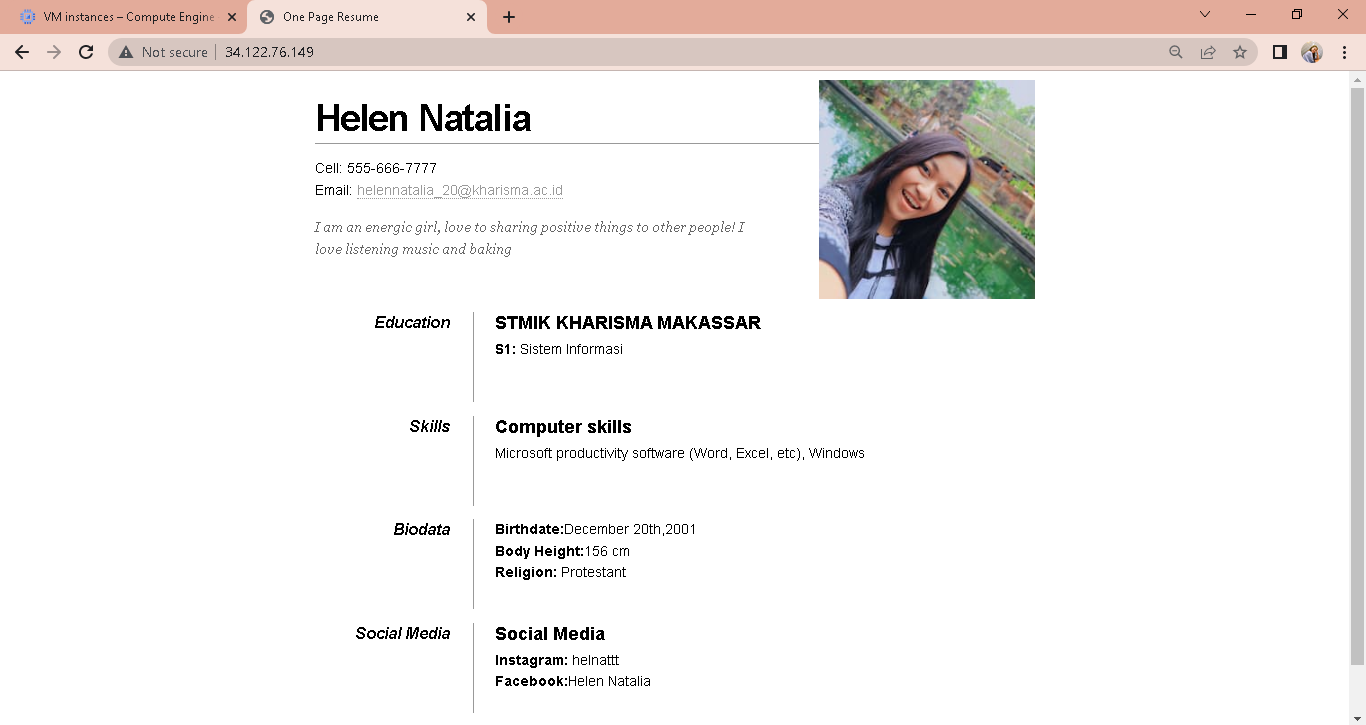 VM instances – Compute Engine
One Page Resume
Not secure
34.122.76.149
Helen Natalia
Cell: 555-666-7777
Email: helennatalia_20@kharisma.ac.id
I am an energic girl, love to sharing positive things to other people! I
love listening music and baking
Education
STMIK KHARISMA MAKASSAR
S1: Sistem Informasi
Skills
Computer skills
Microsoft productivity software (Word, Excel, etc), Windows
Biodata
Birthdate:December 20th,2001
Body Height:156 cm
Religion: Protestant
Social Media
Social Media
Instagram: helnattt
Facebook:Helen Natalia